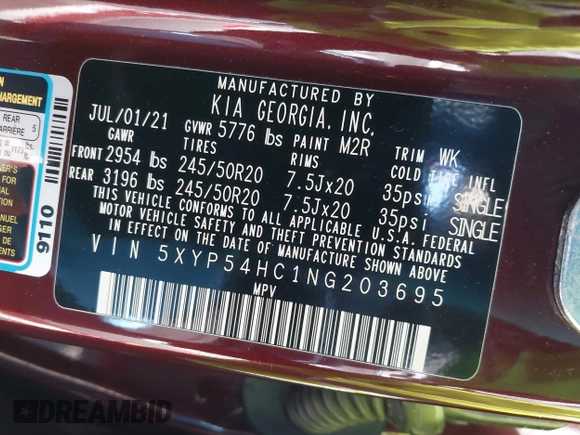 MANUFACTURED BY
KIA GEORGIA, INC.
JUL/01/21 GVWR 5776 lbs PAINT M2R TRIM WK
GAWR TIRES RIMS COLD TIRE INFL
FRONT 2954 lbs 245/50R20 7.5Jx20 35psi SINGLE
REAR 3196 lbs 245/50R20 7.5Jx20 35psi SINGLE
THIS VEHICLE CONFORMS TO ALL APPLICABLE U.S.A. FEDERAL
MOTOR VEHICLE SAFETY AND THEFT PREVENTION STANDARDS
IN EFFECT ON THE DATE OF MANUFACTURE SHOWN ABOVE
VIN 5XYP54HC1NG203695
MPV
CHARGEMENT
REAR
ARRIÈRE 5
9110
DREAMBID